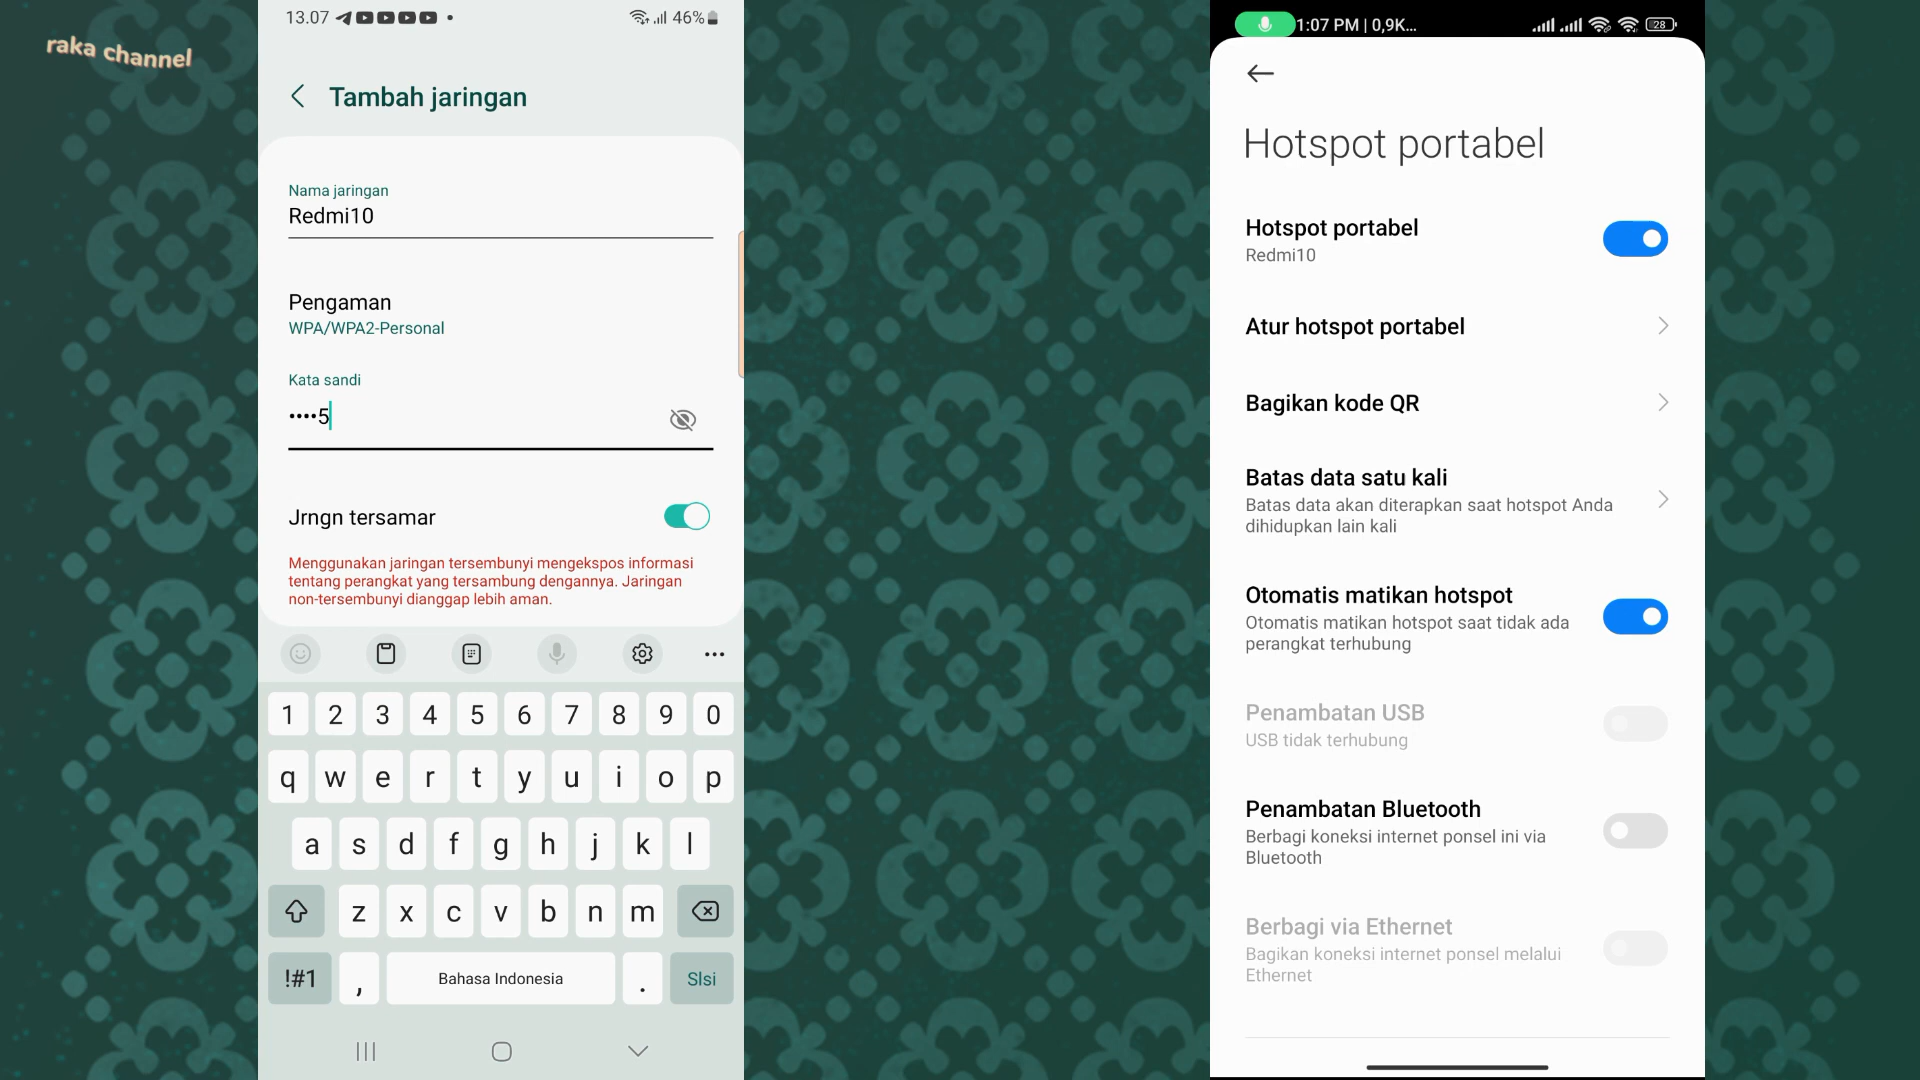 raka channel
13.07
46%
Tambah jaringan
Nama jaringan
Redmi10
Pengaman
WPA/WPA2-Personal
Kata sandi
••••5
Jrngn tersamar
Menggunakan jaringan tersembunyi mengekspos informasi
tentang perangkat yang tersambung dengannya. Jaringan
non-tersembunyi dianggap lebih aman.
1 2 3 4 5 6 7 8 9 0
q w e r t y u i o p
a s d f g h j k l
z x c v b n m
!#1 , Bahasa Indonesia . Slsi
1:07 PM | 0,9K...
28
Hotspot portabel
Hotspot portabel
Redmi10
Atur hotspot portabel
Bagikan kode QR
Batas data satu kali
Batas data akan diterapkan saat hotspot Anda
dihidupkan lain kali
Otomatis matikan hotspot
Otomatis matikan hotspot saat tidak ada
perangkat terhubung
Penambatan USB
USB tidak terhubung
Penambatan Bluetooth
Berbagi koneksi internet ponsel ini via
Bluetooth
Berbagi via Ethernet
Bagikan koneksi internet ponsel melalui
Ethernet